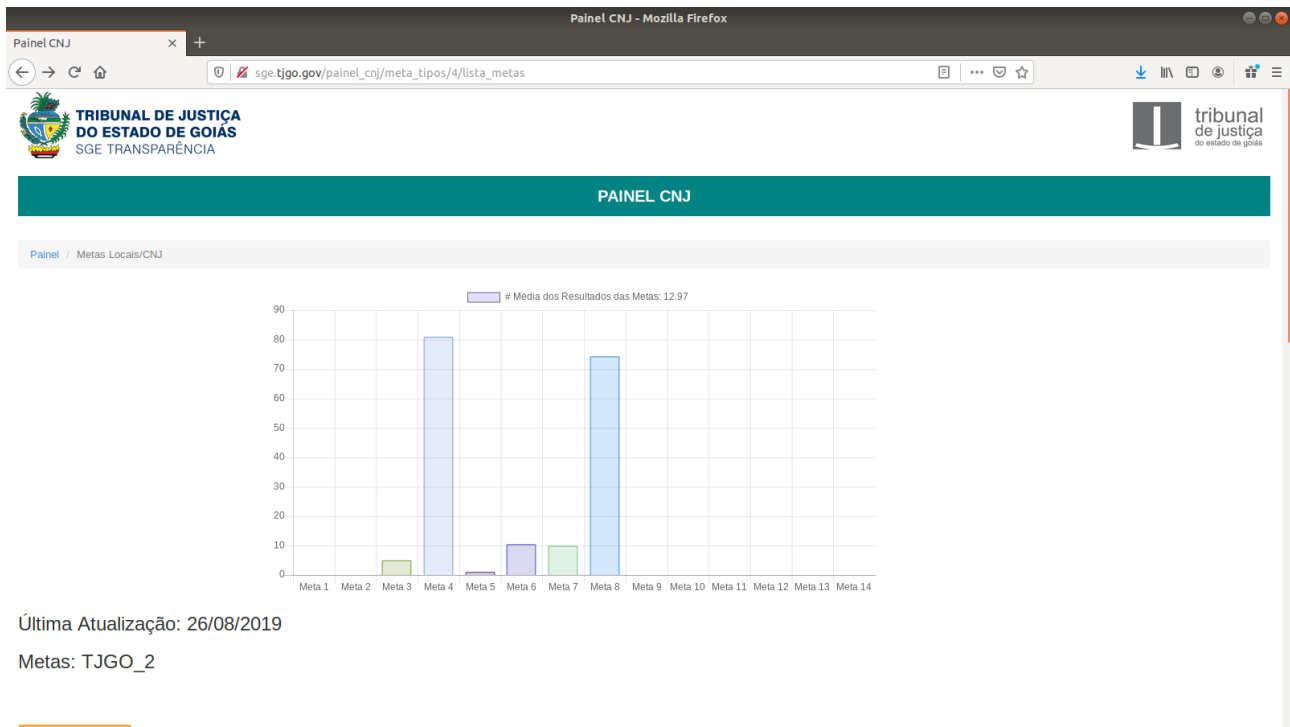 Painel CNJ - Mozilla Firefox
Painel CNJ
sge.tjgo.gov/painel_cnj/meta_tipos/4/lista_metas
TRIBUNAL DE JUSTIÇA
DO ESTADO DE GOIÁS
SGE TRANSPARÊNCIA
tribunal
de justiça
do estado de goiás
PAINEL CNJ
Painel / Metas Locais/CNJ
# Média dos Resultados das Metas: 12.97
90
80
70
60
50
40
30
20
10
0
Meta 1 Meta 2 Meta 3 Meta 4 Meta 5 Meta 6 Meta 7 Meta 8 Meta 9 Meta 10 Meta 11 Meta 12 Meta 13 Meta 14
Última Atualização: 26/08/2019
Metas: TJGO_2